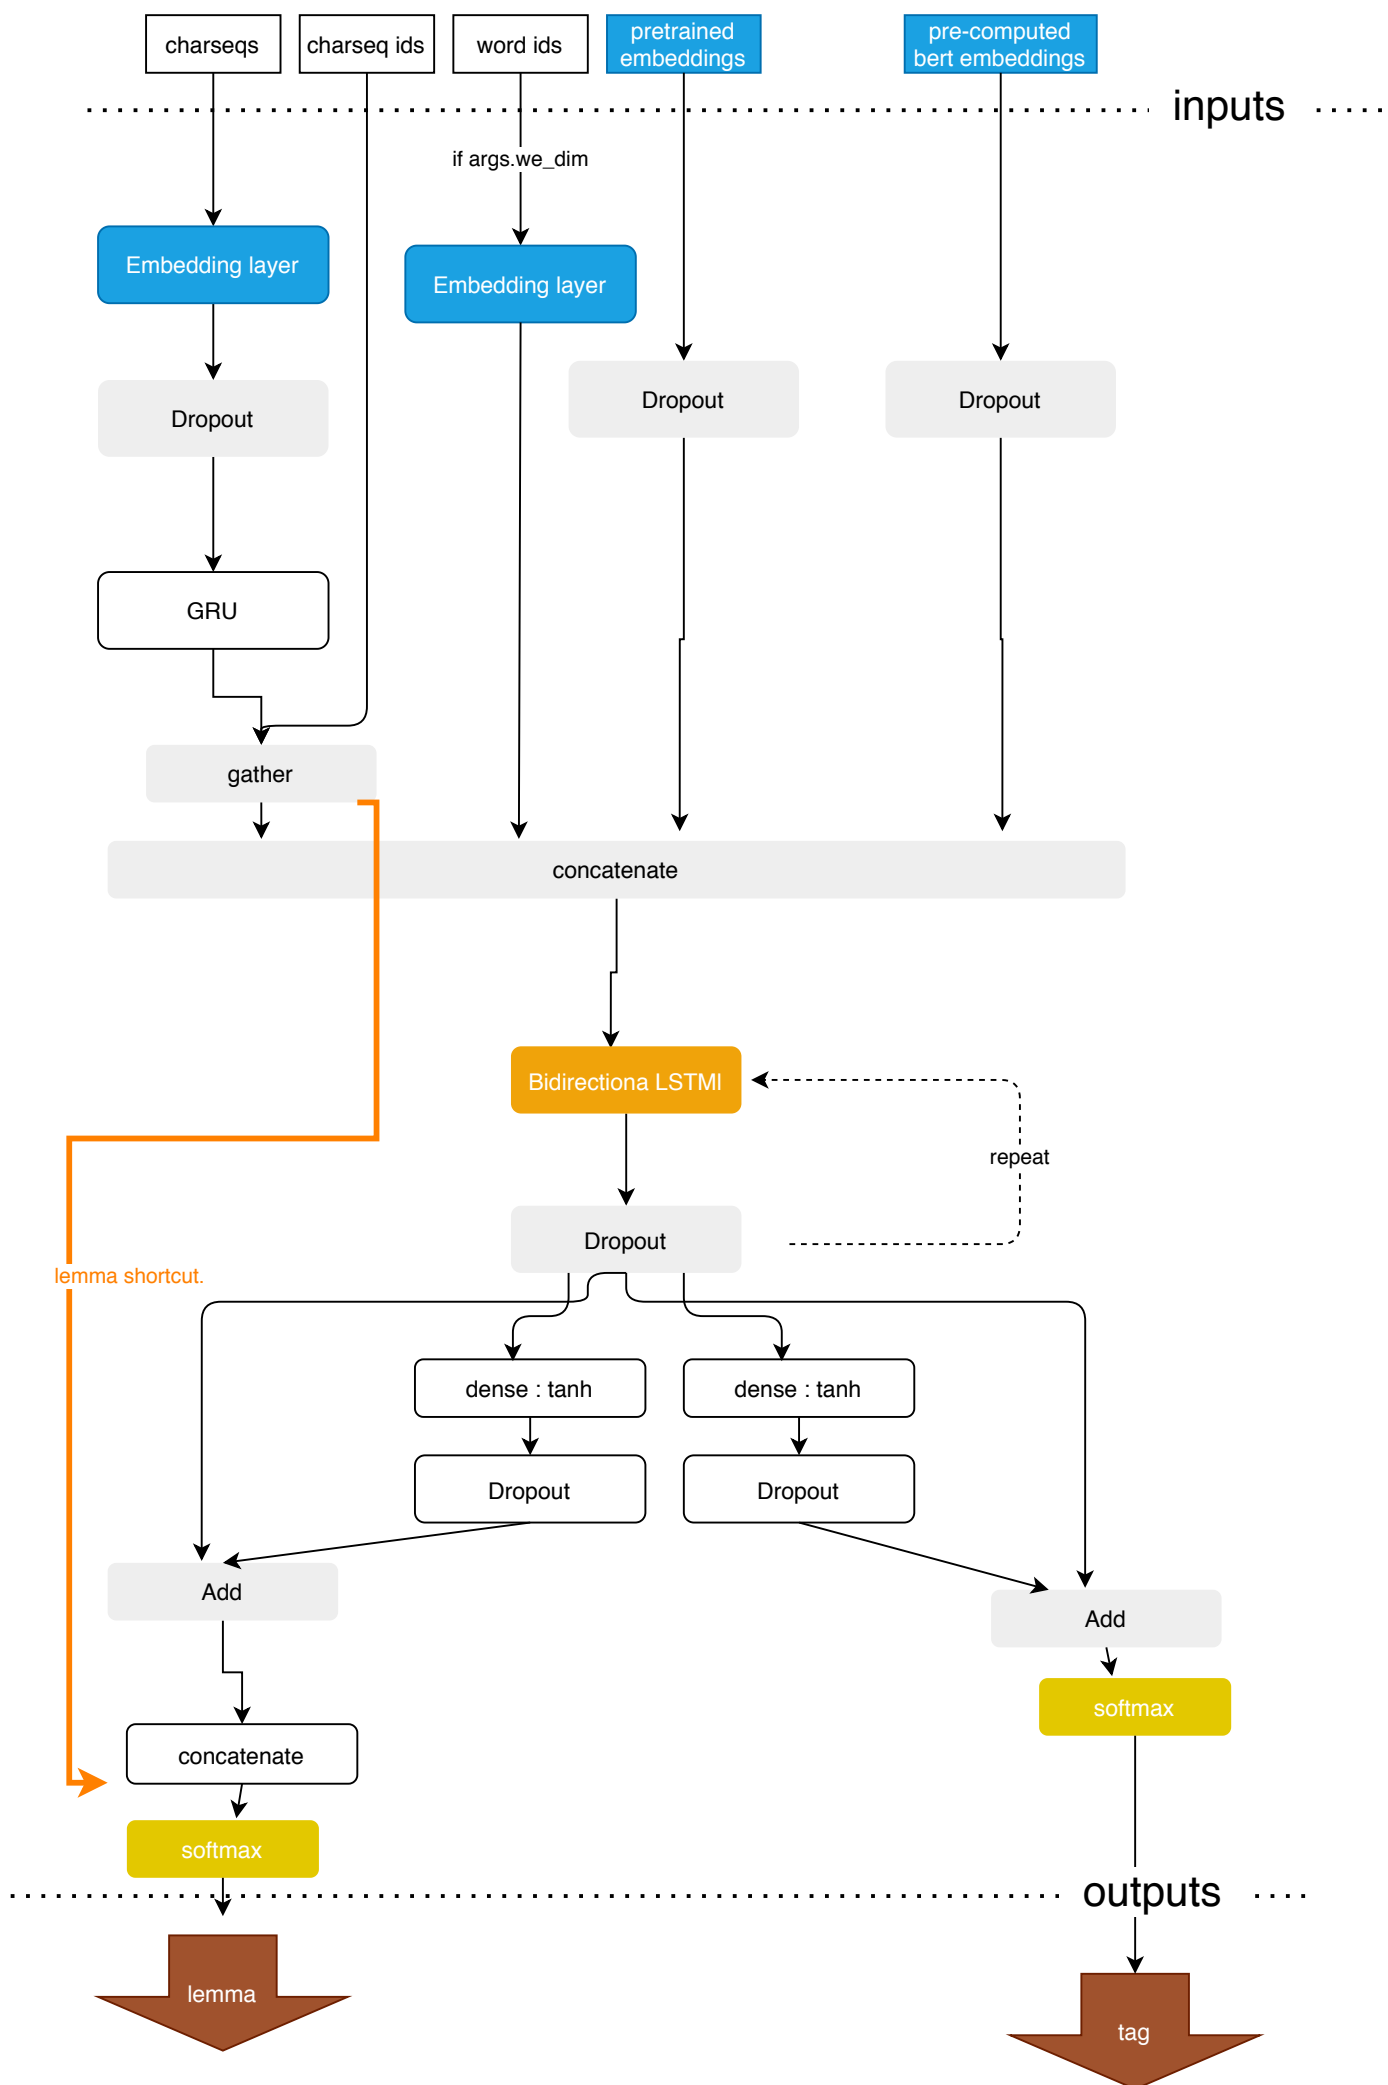 charseqs
charseq ids
word ids
pretrained
embeddings
pre-computed
bert embeddings
inputs
if args.we_dim
Embedding layer
Embedding layer
Dropout
Dropout
Dropout
GRU
gather
concatenate
Bidirectiona LSTMl
repeat
Dropout
lemma shortcut.
dense : tanh
dense : tanh
Dropout
Dropout
Add
Add
softmax
concatenate
softmax
outputs
lemma
tag